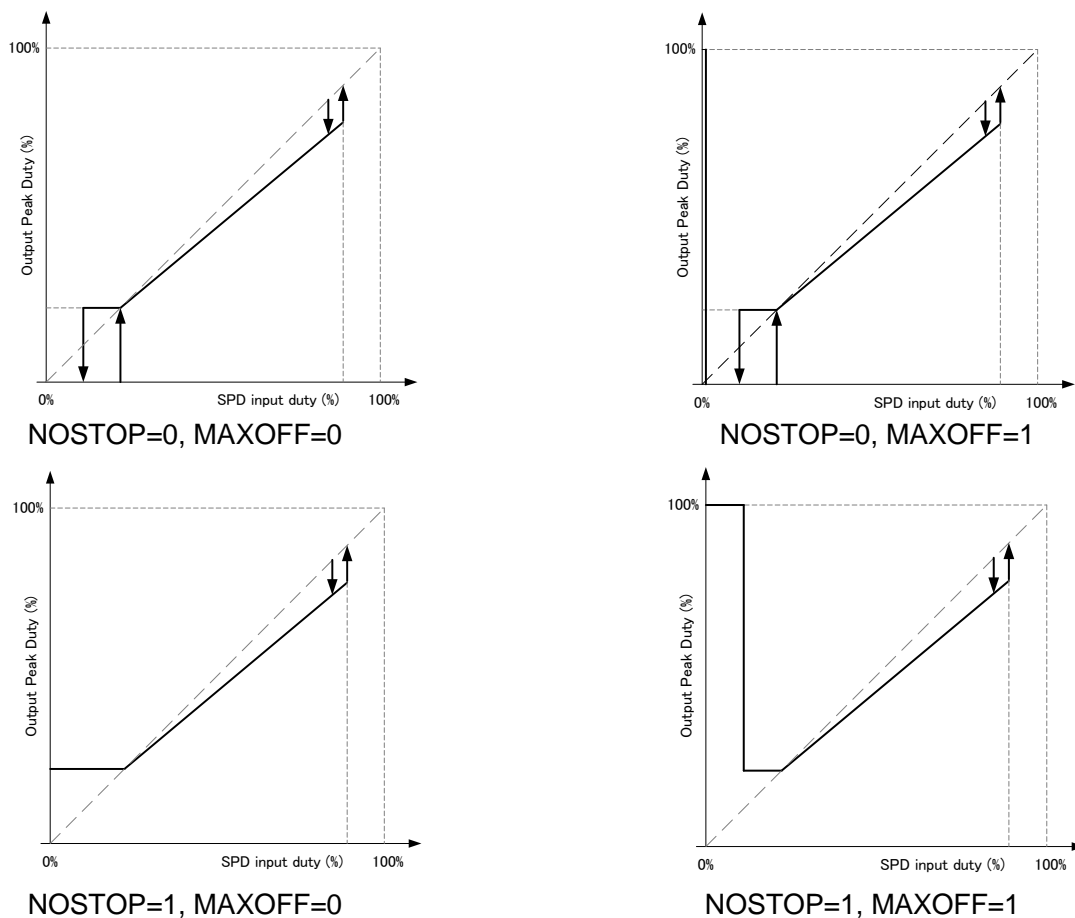 100%
Output Peak Duty (%)
0%
SPD input duty (%)
100%
NOSTOP=0, MAXOFF=0
100%
Output Peak Duty (%)
0%
SPD input duty (%)
100%
NOSTOP=0, MAXOFF=1
100%
Output Peak Duty (%)
0%
SPD input duty (%)
100%
NOSTOP=1, MAXOFF=0
100%
Output Peak Duty (%)
0%
SPD input duty (%)
100%
NOSTOP=1, MAXOFF=1